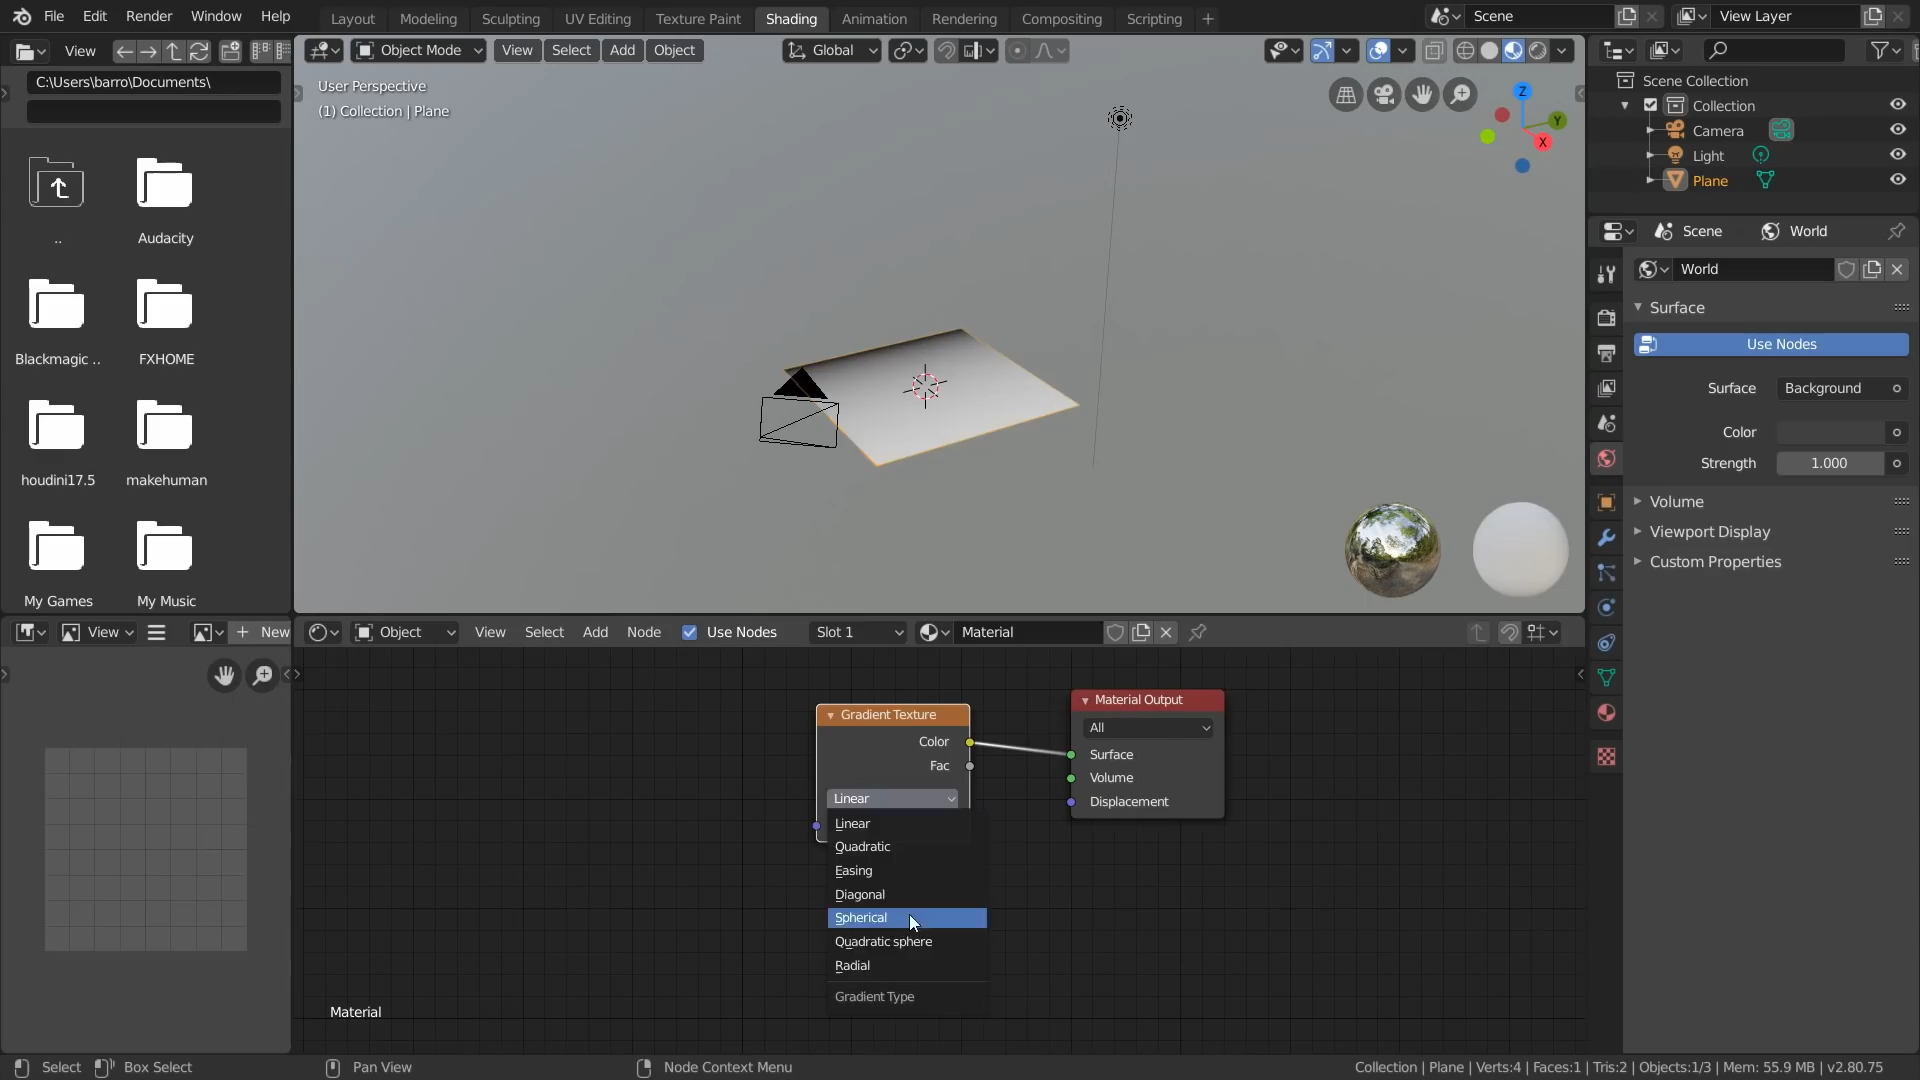 File Edit Render Window Help
Layout Modeling Sculpting UV Editing Texture Paint Shading Animation Rendering Compositing Scripting +
Scene
View Layer
View
C:\Users\barro\Documents\
..
Audacity
Blackmagic ..
FXHOME
houdini17.5
makehuman
My Games
My Music
Object Mode View Select Add Object
Global
User Perspective
(1) Collection | Plane
Z
Y
X
Scene Collection
Collection
Camera
Light
Plane
Scene World
World
Surface
Use Nodes
Surface Background
Color
Strength 1.000
Volume
Viewport Display
Custom Properties
View
+ New
Object View Select Add Node Use Nodes Slot 1 Material
Gradient Texture
Color
Fac
Linear
Linear
Quadratic
Easing
Diagonal
Spherical
Quadratic sphere
Radial
Gradient Type
Material Output
All
Surface
Volume
Displacement
Material
Select Box Select Pan View Node Context Menu
Collection | Plane | Verts:4 | Faces:1 | Tris:2 | Objects:1/3 | Mem: 55.9 MB | v2.80.75